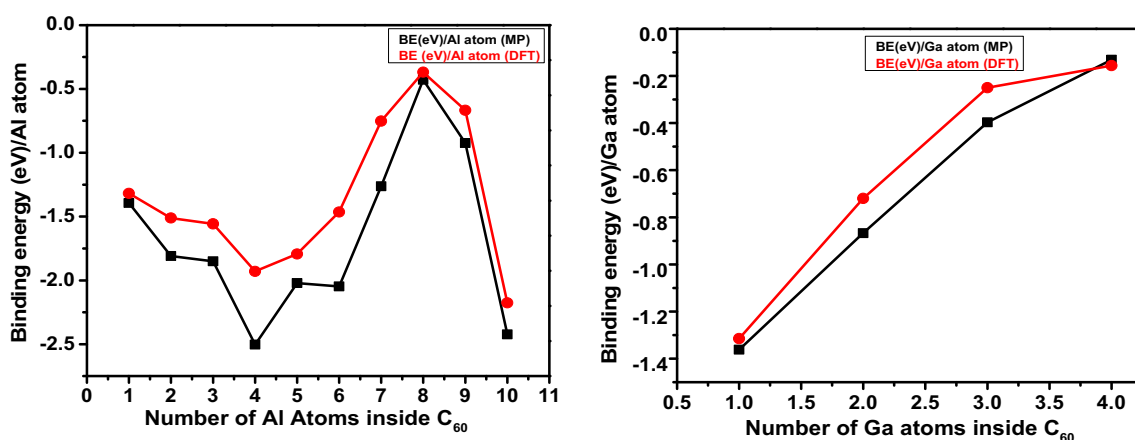 0.0
-0.5
-1.0
-1.5
-2.0
-2.5
Binding energy (eV)/Al atom
BE(eV)/Al atom (MP)
BE (eV)/Al atom (DFT)
0 1 2 3 4 5 6 7 8 9 10 11
Number of Al Atoms inside C60
0.0
-0.2
-0.4
-0.6
-0.8
-1.0
-1.2
-1.4
Binding energy (eV)/Ga atom
BE(eV)/Ga atom (MP)
BE(eV)/Ga atom (DFT)
0.5 1.0 1.5 2.0 2.5 3.0 3.5 4.0
Number of Ga atoms inside C60